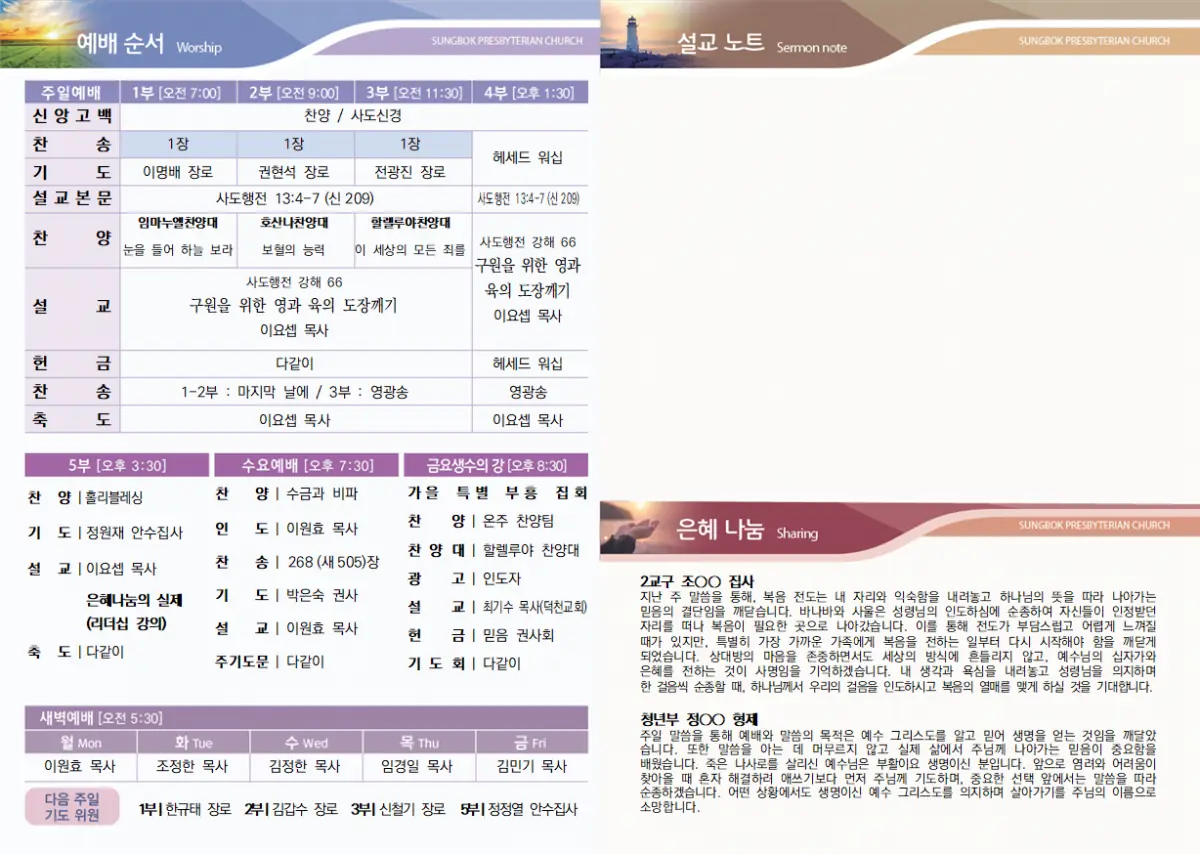 예배 순서 Worship
SUNGBOK PRESBYTERIAN CHURCH
주일예배 1부 [오전 7:00] 2부 [오전 9:00] 3부 [오전 11:30] 4부 [오후 1:30]
신 앙 고 백 찬양 / 사도신경
찬 송 1장 1장 1장
헤세드 워십
기 도 이명배 장로 권현석 장로 전광진 장로
설 교 본 문 사도행전 13:4-7 (신 209) 사도행전 13:4-7 (신 209)
찬 양
임마누엘찬양대 호산나찬양대 할렐루야찬양대
눈을 들어 하늘 보라 보혈의 능력 이 세상의 모든 죄를
설 교
사도행전 강해 66
구원을 위한 영과 육의 도장깨기
이요셉 목사
사도행전 강해 66
구원을 위한 영과
육의 도장깨기
이요셉 목사
헌 금 다같이 헤세드 워십
찬 송 1-2부 : 마지막 날에 / 3부 : 영광송 영광송
축 도 이요셉 목사 이요셉 목사
5부 [오후 3:30]
찬 양 | 홀리블레싱
기 도 | 정원재 안수집사
설 교 | 이요셉 목사
은혜나눔의 실제
(리더십 강의)
축 도 | 다같이
수요예배 [오후 7:30]
찬 양 | 수금과 비파
인 도 | 이원효 목사
찬 송 | 268 (새 505)장
기 도 | 박은숙 권사
설 교 | 이원효 목사
주기도문 | 다같이
금요생수의 강 [오후 8:30]
가을 특별 부흥 집회
찬 양 | 온주 찬양팀
찬 양 대 | 할렐루야 찬양대
광 고 | 인도자
설 교 | 최기수 목사(덕천교회)
헌 금 | 믿음 권사회
기 도 회 | 다같이
새벽예배 [오전 5:30]
월 Mon 화 Tue 수 Wed 목 Thu 금 Fri
이원효 목사 조정한 목사 김정한 목사 임경일 목사 김민기 목사
다음 주일
기도 위원
1부| 한규태 장로 2부| 김갑수 장로 3부| 신철기 장로 5부| 정정열 안수집사
설교 노트 Sermon note
SUNGBOK PRESBYTERIAN CHURCH
은혜 나눔 Sharing
SUNGBOK PRESBYTERIAN CHURCH
2교구 조○○ 집사
지난 주 말씀을 통해, 복음 전도는 내 자리와 익숙함을 내려놓고 하나님의 뜻을 따라 나아가는
믿음의 결단임을 깨닫습니다. 바나바와 사울은 성령님의 인도하심에 순종하여 자신들이 인정받던
자리를 떠나 복음이 필요한 곳으로 나아갔습니다. 이를 통해 전도가 부담스럽고 어렵게 느껴질
때가 있지만, 특별히 가장 가까운 가족에게 복음을 전하는 일부터 다시 시작해야 함을 깨닫게
되었습니다. 상대방의 마음을 존중하면서도 세상의 방식에 흔들리지 않고, 예수님의 십자가와
은혜를 전하는 것이 사명임을 기억하겠습니다. 내 생각과 욕심을 내려놓고 성령님을 의지하며
한 걸음씩 순종할 때, 하나님께서 우리의 걸음을 인도하시고 복음의 열매를 맺게 하실 것을 기대합니다.
청년부 정○○ 형제
주일 말씀을 통해 예배와 말씀의 목적은 예수 그리스도를 알고 믿어 생명을 얻는 것임을 깨달았
습니다. 또한 말씀을 아는 데 머무르지 않고 실제 삶에서 주님께 나아가는 믿음이 중요함을
배웠습니다. 죽은 나사로를 살리신 예수님은 부활이요 생명이신 분입니다. 앞으로 염려와 어려움이
찾아올 때 혼자 해결하려 애쓰기보다 먼저 주님께 기도하며, 중요한 선택 앞에서는 말씀을 따라
순종하겠습니다. 어떤 상황에서도 생명이신 예수 그리스도를 의지하며 살아가기를 주님의 이름으로
소망합니다.